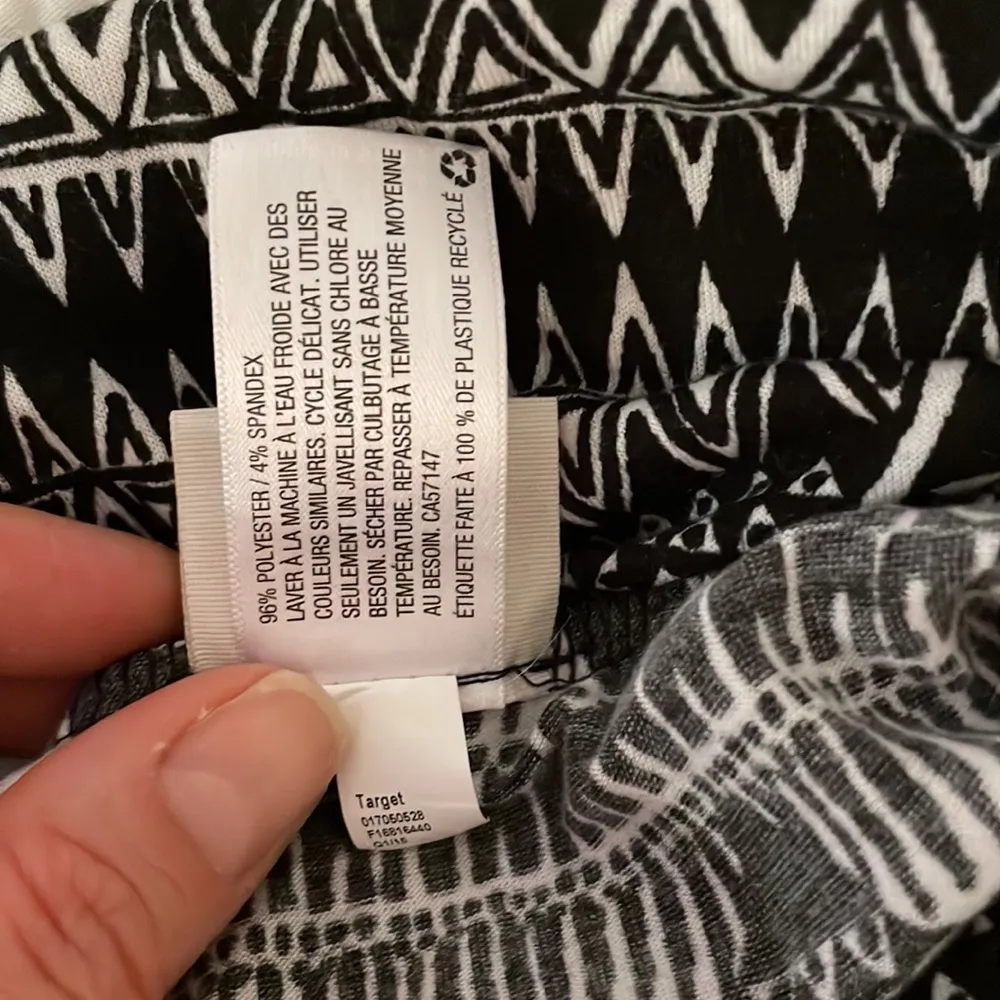 96% POLYESTER / 4% SPANDEX
LAVER À LA MACHINE À L'EAU FROIDE AVEC DES
COULEURS SIMILAIRES. CYCLE DÉLICAT. UTILISER
SEULEMENT UN JAVELLISANT SANS CHLORE AU
BESOIN. SÉCHER PAR CULBUTAGE À BASSE
TEMPÉRATURE. REPASSER À TEMPÉRATURE MOYENNE
AU BESOIN. CA57147
ÉTIQUETTE FAITE À 100 % DE PLASTIQUE RECYCLÉ
Target
017050528
F16816440